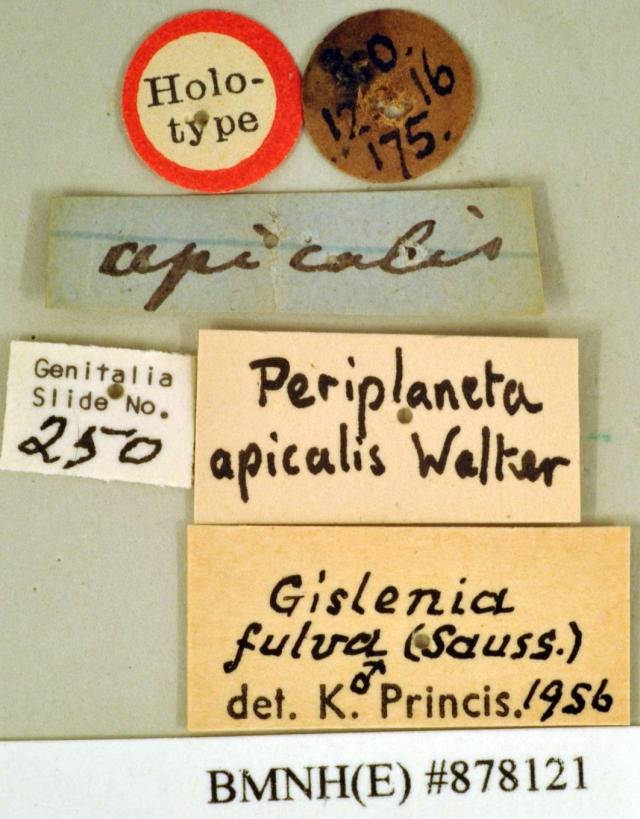 Holo-
type
12 16
175.
apicalis
Genitalia
Slide No.
250
Periplaneta
apicalis Walker
Gislenia
fulva (Sauss.)
♂
det. K. Princis. 1956
BMNH(E) #878121